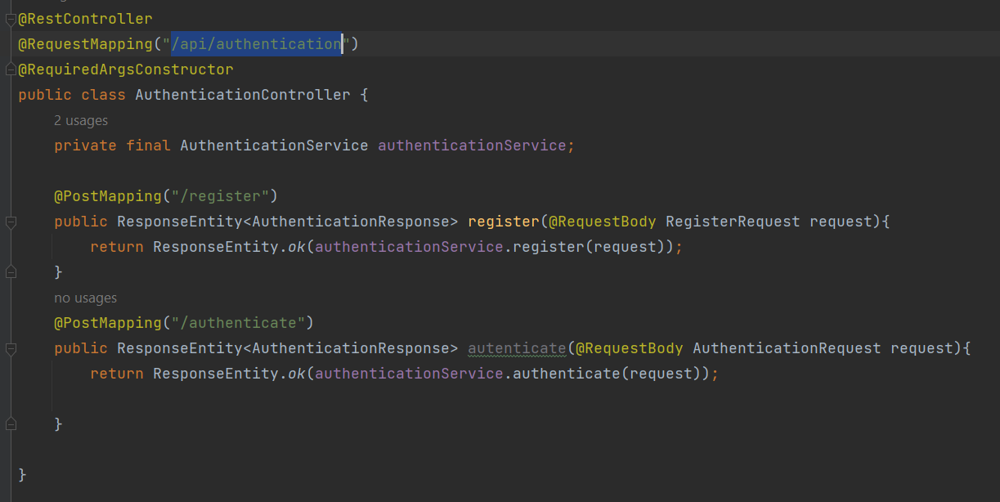 @RestController
@RequestMapping("/api/authentication")
@RequiredArgsConstructor
public class AuthenticationController {
2 usages
private final AuthenticationService authenticationService;
@PostMapping("/register")
public ResponseEntity<AuthenticationResponse> register(@RequestBody RegisterRequest request){
return ResponseEntity.ok(authenticationService.register(request));
}
no usages
@PostMapping("/authenticate")
public ResponseEntity<AuthenticationResponse> autenticate(@RequestBody AuthenticationRequest request){
return ResponseEntity.ok(authenticationService.authenticate(request));
}
}